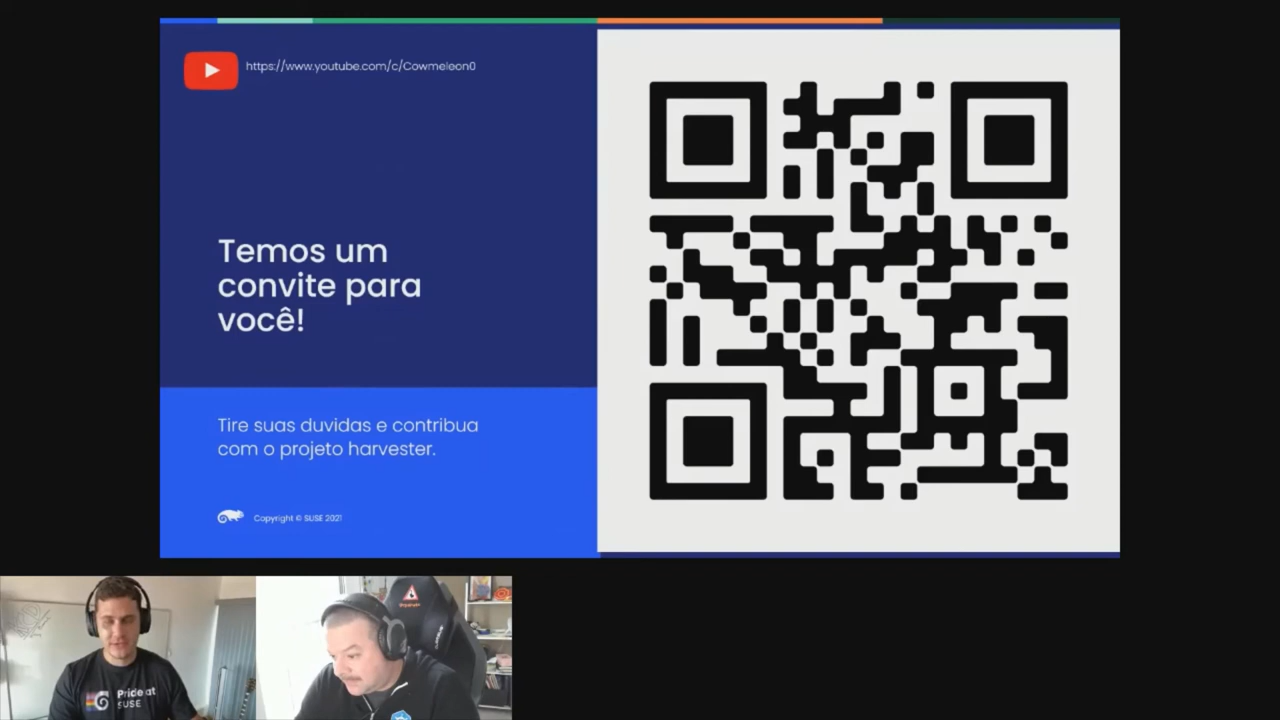 https://www.youtube.com/c/Cowmeleon0
Temos um
convite para
você!
Tire suas duvidas e contribua
com o projeto harvester.
Copyright © SUSE 2021
Pride at
SUSE